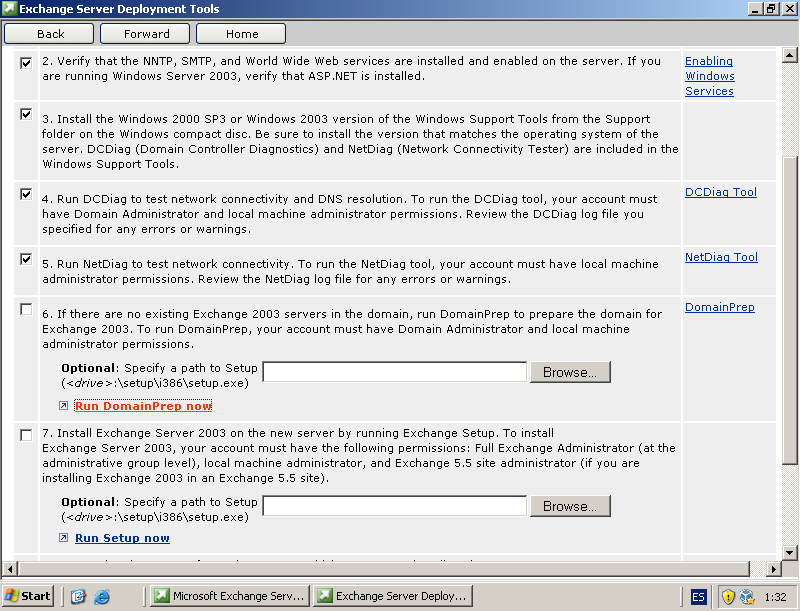 Exchange Server Deployment Tools
Back
Forward
Home
2. Verify that the NNTP, SMTP, and World Wide Web services are installed and enabled on the server. If you
are running Windows Server 2003, verify that ASP.NET is installed.
Enabling
Windows
Services
3. Install the Windows 2000 SP3 or Windows 2003 version of the Windows Support Tools from the Support
folder on the Windows compact disc. Be sure to install the version that matches the operating system of the
server. DCDiag (Domain Controller Diagnostics) and NetDiag (Network Connectivity Tester) are included in the
Windows Support Tools.
4. Run DCDiag to test network connectivity and DNS resolution. To run the DCDiag tool, your account must
have Domain Administrator and local machine administrator permissions. Review the DCDiag log file you
specified for any errors or warnings.
DCDiag Tool
5. Run NetDiag to test network connectivity. To run the NetDiag tool, your account must have local machine
administrator permissions. Review the NetDiag log file for any errors or warnings.
NetDiag Tool
6. If there are no existing Exchange 2003 servers in the domain, run DomainPrep to prepare the domain for
Exchange 2003. To run DomainPrep, your account must have Domain Administrator and local machine
administrator permissions.
DomainPrep
Optional: Specify a path to Setup
(<drive>:\setup\i386\setup.exe)
Browse...
Run DomainPrep now
7. Install Exchange Server 2003 on the new server by running Exchange Setup. To install
Exchange Server 2003, your account must have the following permissions: Full Exchange Administrator (at the
administrative group level), local machine administrator, and Exchange 5.5 site administrator (if you are
installing Exchange 2003 in an Exchange 5.5 site).
Optional: Specify a path to Setup
(<drive>:\setup\i386\setup.exe)
Browse...
Run Setup now
Start
Microsoft Exchange Serv...
Exchange Server Deploy...
ES
1:32